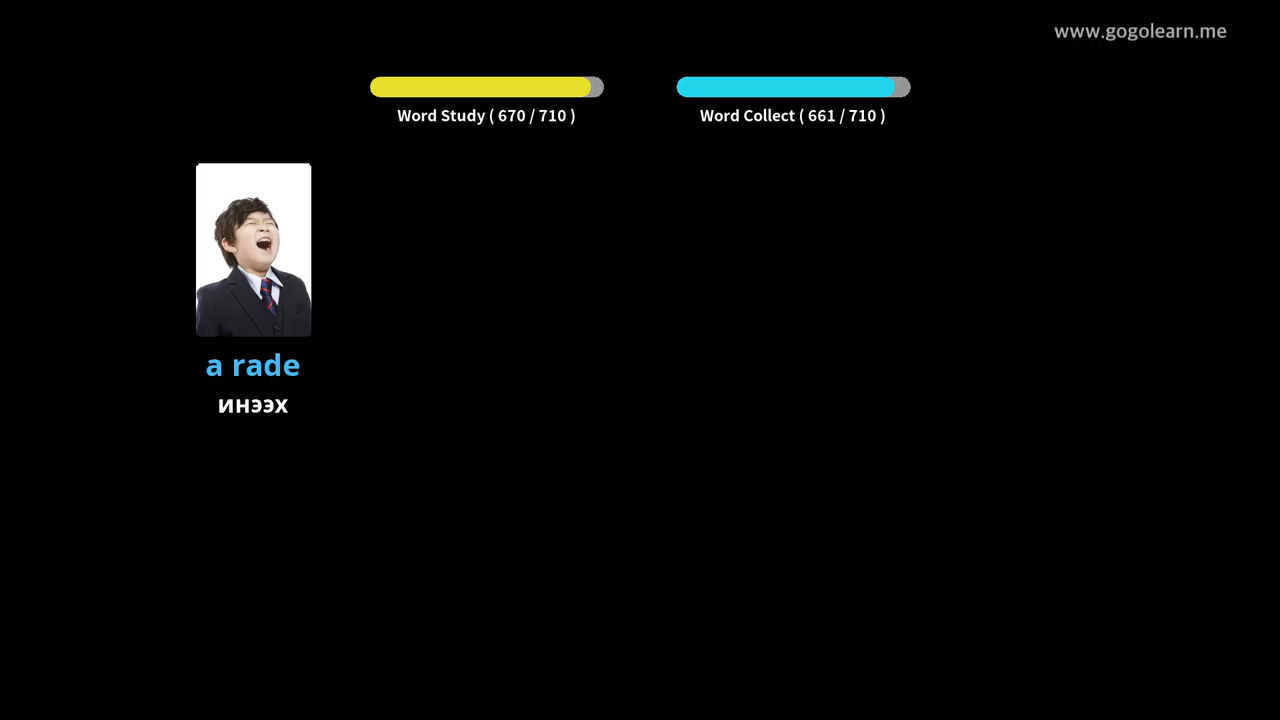 www.gogolearn.me
Word Study ( 670 / 710 )
Word Collect ( 661 / 710 )
a rade
инээх